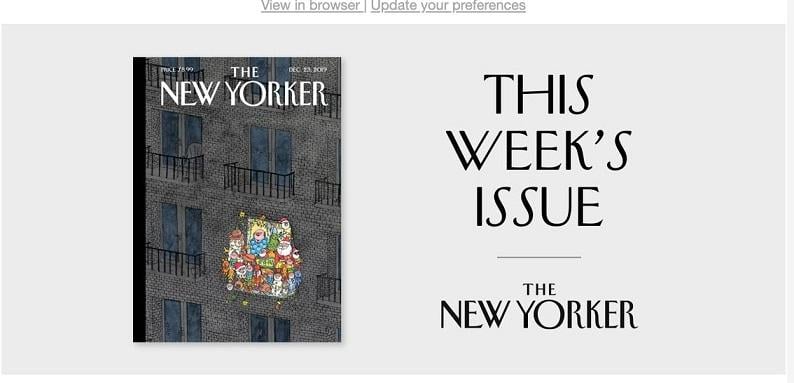 View in browser | Update your preferences
PRICE $8.99 THE DEC. 23, 2019
NEW YORKER
THIS
WEEK'S
ISSUE
THE
NEW YORKER